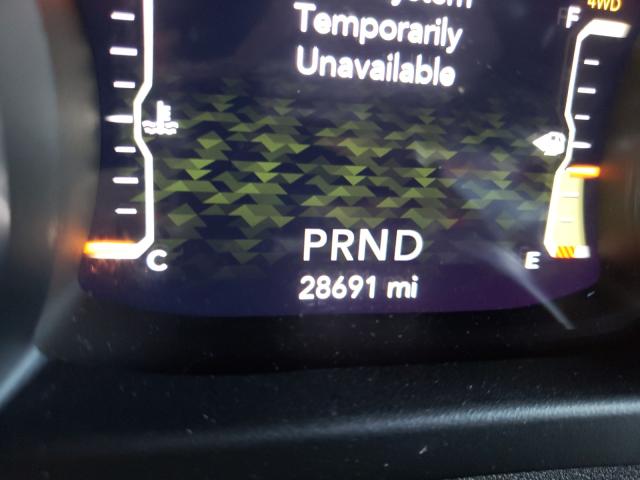 4WD
F
Temporarily
Unavailable
PRND
C
E
28691 mi